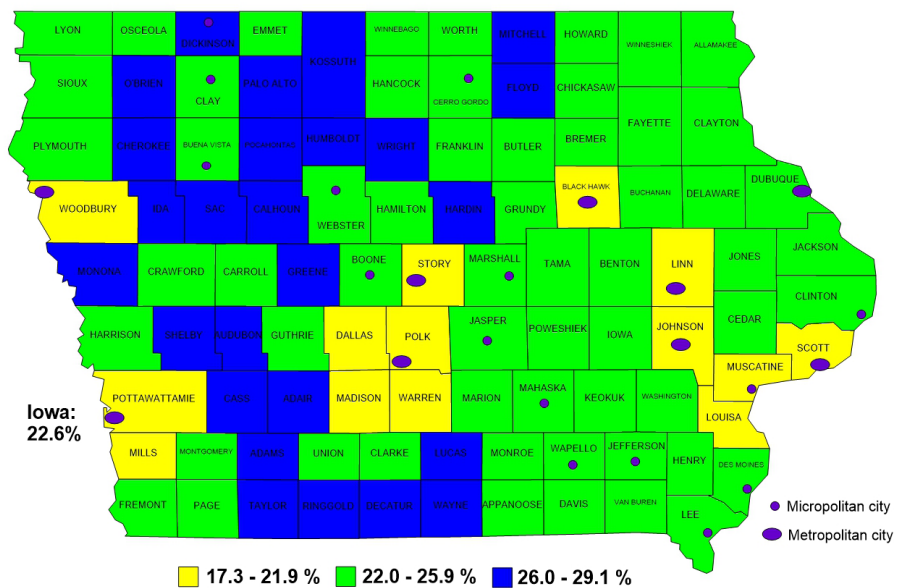 LYON OSCEOLA DICKINSON EMMET WINNEBAGO WORTH MITCHELL HOWARD WINNESHIEK ALLAMAKEE
KOSSUTH
SIOUX O'BRIEN CLAY PALO ALTO HANCOCK CERRO GORDO FLOYD CHICKASAW
FAYETTE CLAYTON
PLYMOUTH CHEROKEE BUENA VISTA POCAHONTAS HUMBOLDT WRIGHT FRANKLIN BUTLER BREMER
WOODBURY IDA SAC CALHOUN WEBSTER HAMILTON HARDIN GRUNDY BLACK HAWK BUCHANAN DELAWARE DUBUQUE
MONONA CRAWFORD CARROLL GREENE BOONE STORY MARSHALL TAMA BENTON LINN JONES JACKSON
CLINTON
HARRISON SHELBY AUDUBON GUTHRIE DALLAS POLK JASPER POWESHIEK IOWA JOHNSON CEDAR SCOTT
MUSCATINE
POTTAWATTAMIE CASS ADAIR MADISON WARREN MARION MAHASKA KEOKUK WASHINGTON LOUISA
Iowa:
22.6%
MILLS MONTGOMERY ADAMS UNION CLARKE LUCAS MONROE WAPELLO JEFFERSON HENRY DES MOINES
FREMONT PAGE TAYLOR RINGGOLD DECATUR WAYNE APPANOOSE DAVIS VAN BUREN LEE
Micropolitan city
Metropolitan city
17.3 - 21.9 % 22.0 - 25.9 % 26.0 - 29.1 %